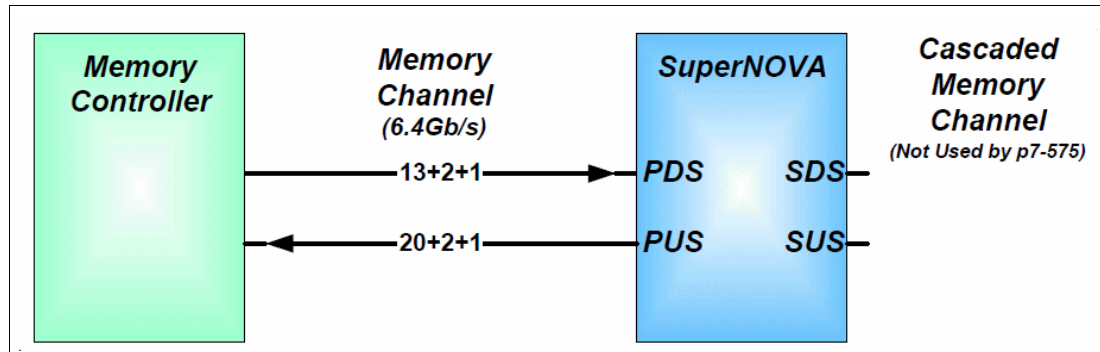 Memory
Controller
Memory
Channel
(6.4Gb/s)
SuperNOVA
Cascaded
Memory
Channel
(Not Used by p7-575)
13+2+1
PDS
SDS
20+2+1
PUS
SUS